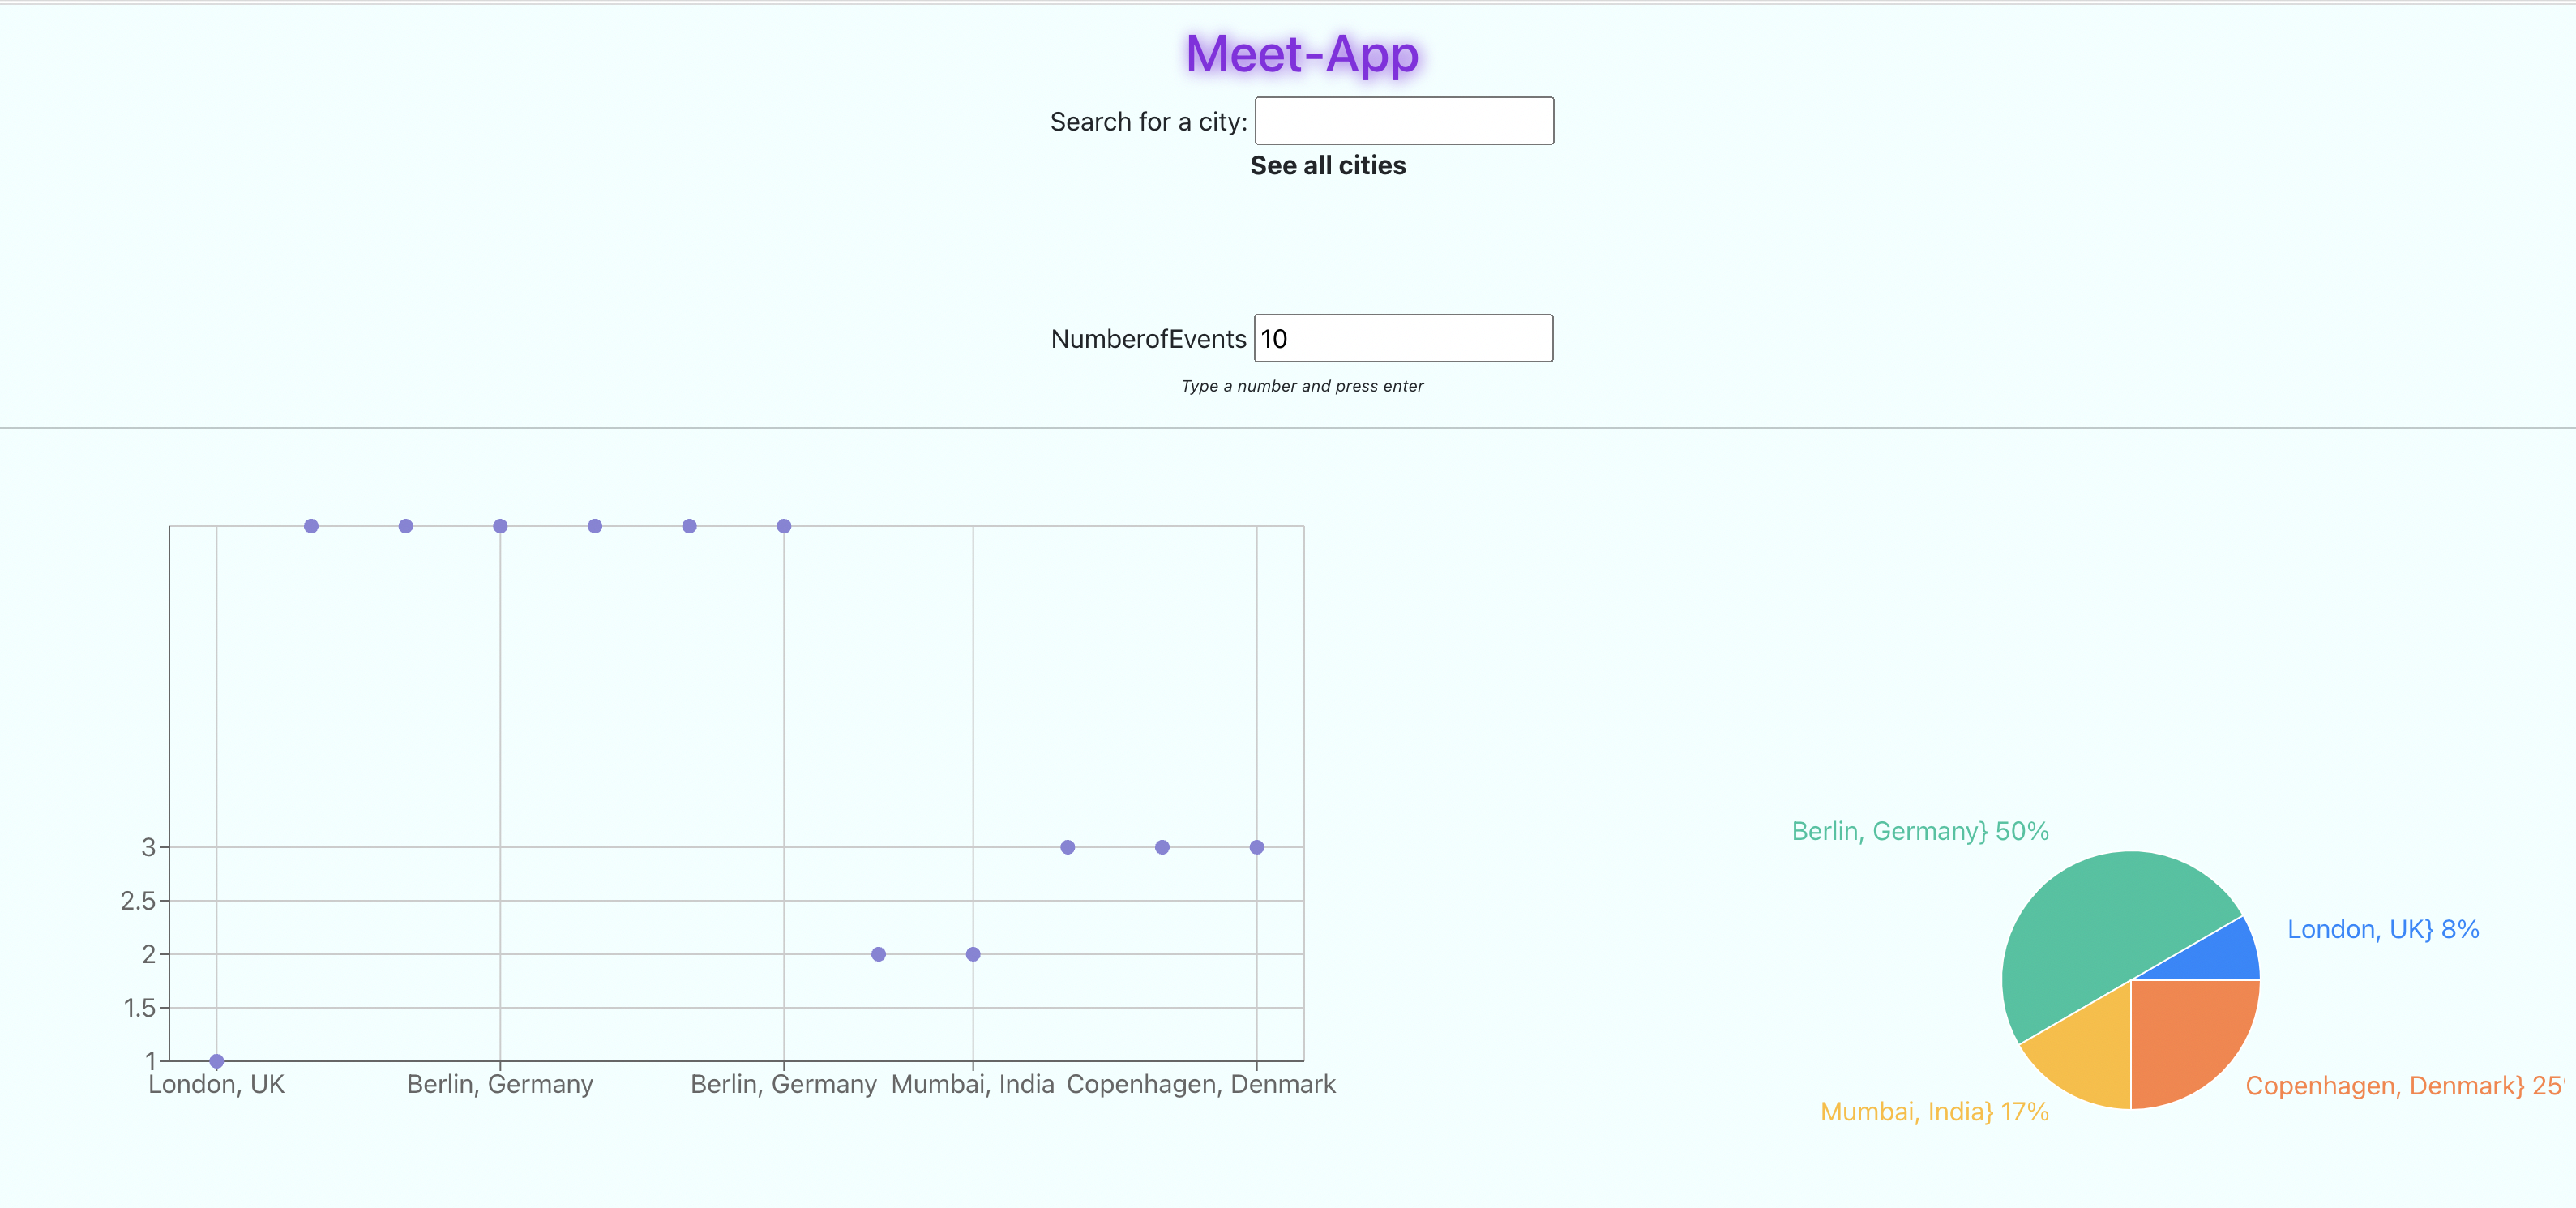 Meet-App
Search for a city:
See all cities
NumberofEvents 10
Type a number and press enter
3
2.5
2
1.5
1
London, UK Berlin, Germany Berlin, Germany Mumbai, India Copenhagen, Denmark
Berlin, Germany} 50%
London, UK} 8%
Copenhagen, Denmark} 25
Mumbai, India} 17%